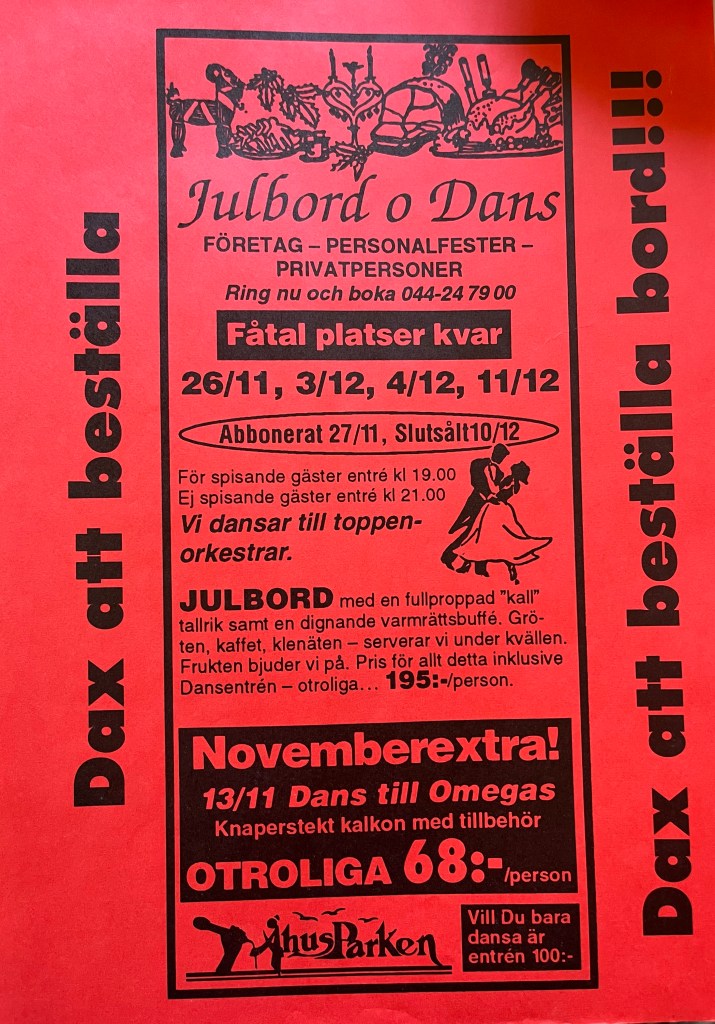 Dax att beställa
Julbord o Dans
FÖRETAG – PERSONALFESTER –
PRIVATPERSONER
Ring nu och boka 044-24 79 00
Fåtal platser kvar
26/11, 3/12, 4/12, 11/12
Abbonerat 27/11, Slutsålt10/12
För spisande gäster entré kl 19.00
Ej spisande gäster entré kl 21.00
Vi dansar till toppen-
orkestrar.
JULBORD med en fullproppad "kall"
tallrik samt en dignande varmrättsbuffé. Grö-
ten, kaffet, klenäten – serverar vi under kvällen.
Frukten bjuder vi på. Pris för allt detta inklusive
Dansentrén – otroliga... 195:-/person.
Novemberextra!
13/11 Dans till Omegas
Knaperstekt kalkon med tillbehör
OTROLIGA 68:-/person
ÅhusParken
Vill Du bara
dansa är
entrén 100:-
Dax att beställa bord!!!